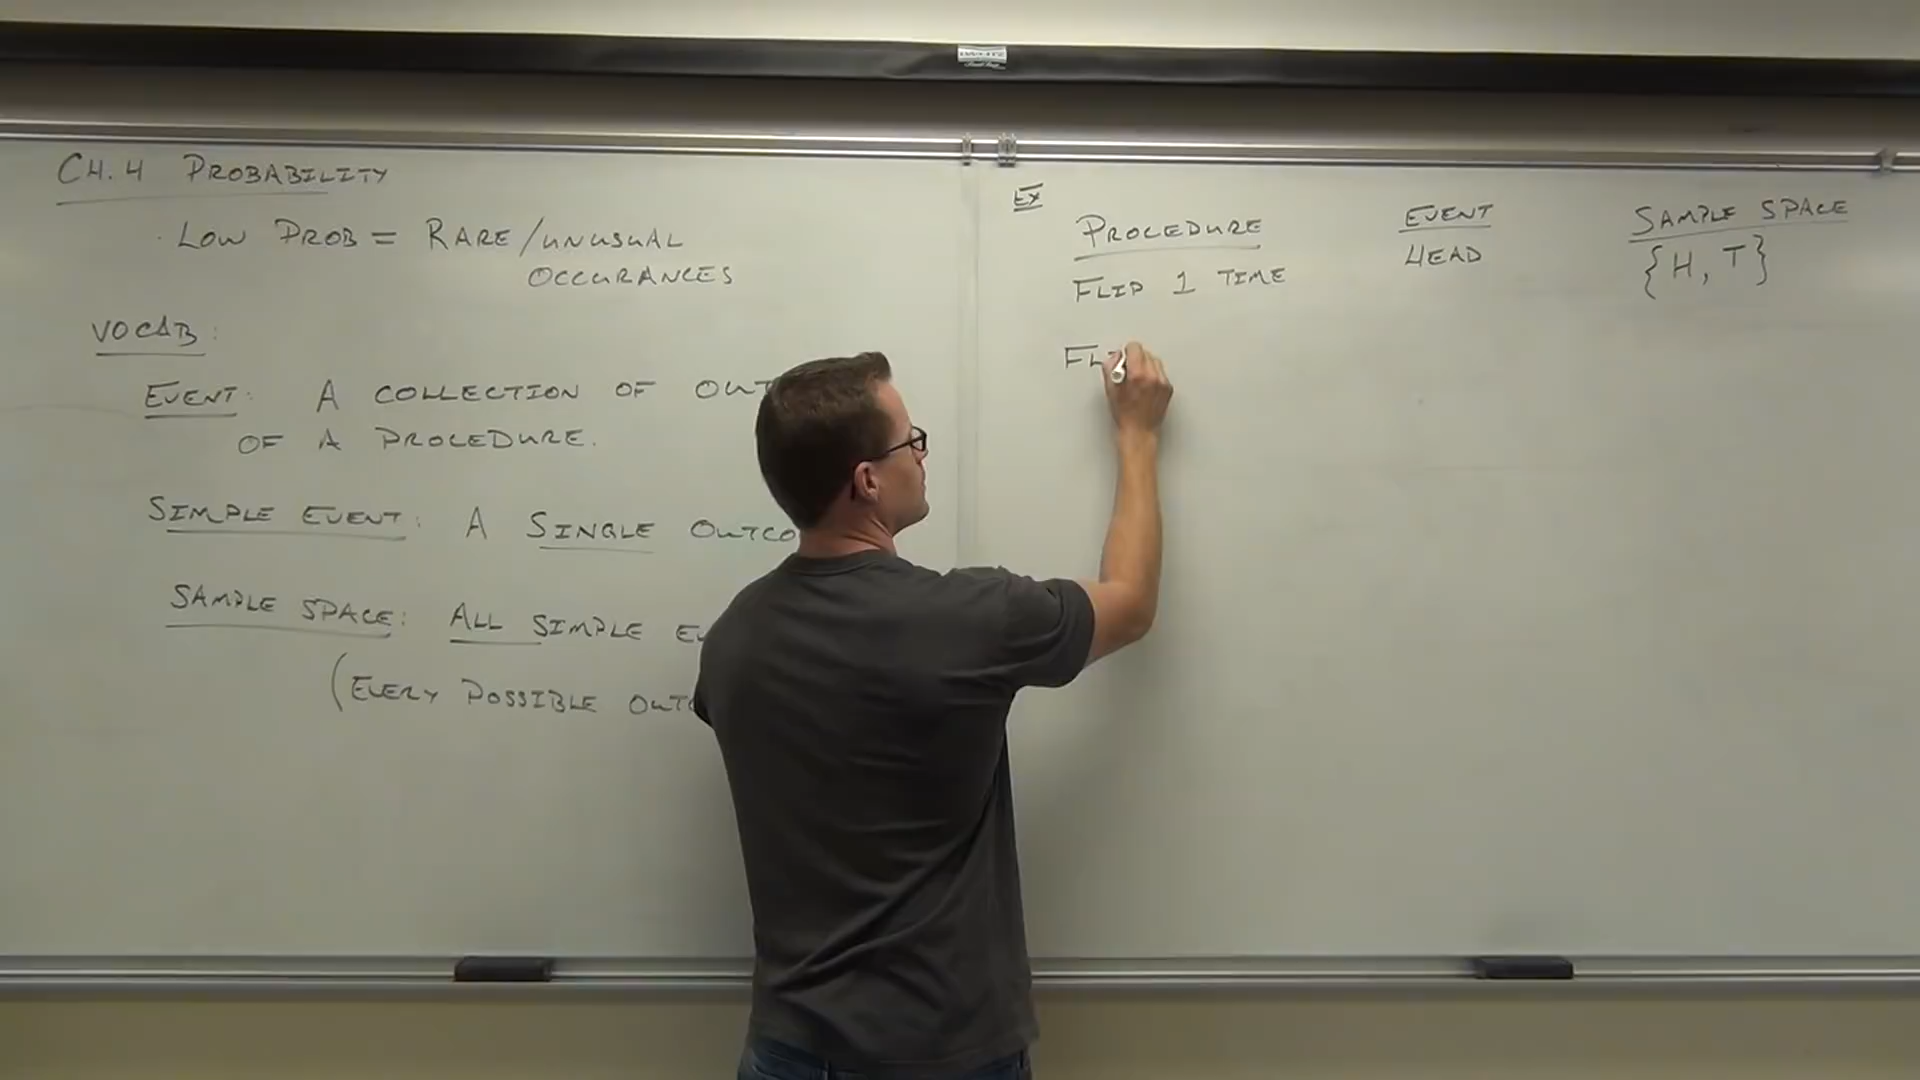 CH. 4 PROBABILITY
· LOW PROB = RARE/UNUSUAL
OCCURANCES
VOCAB:
EVENT: A COLLECTION OF
OF A PROCEDURE.
SIMPLE EVENT: A SINGLE
SAMPLE SPACE: ALL SIMPLE
(EVERY POSSIBLE
EX
PROCEDURE EVENT SAMPLE SPACE
FLIP 1 TIME HEAD {H, T}